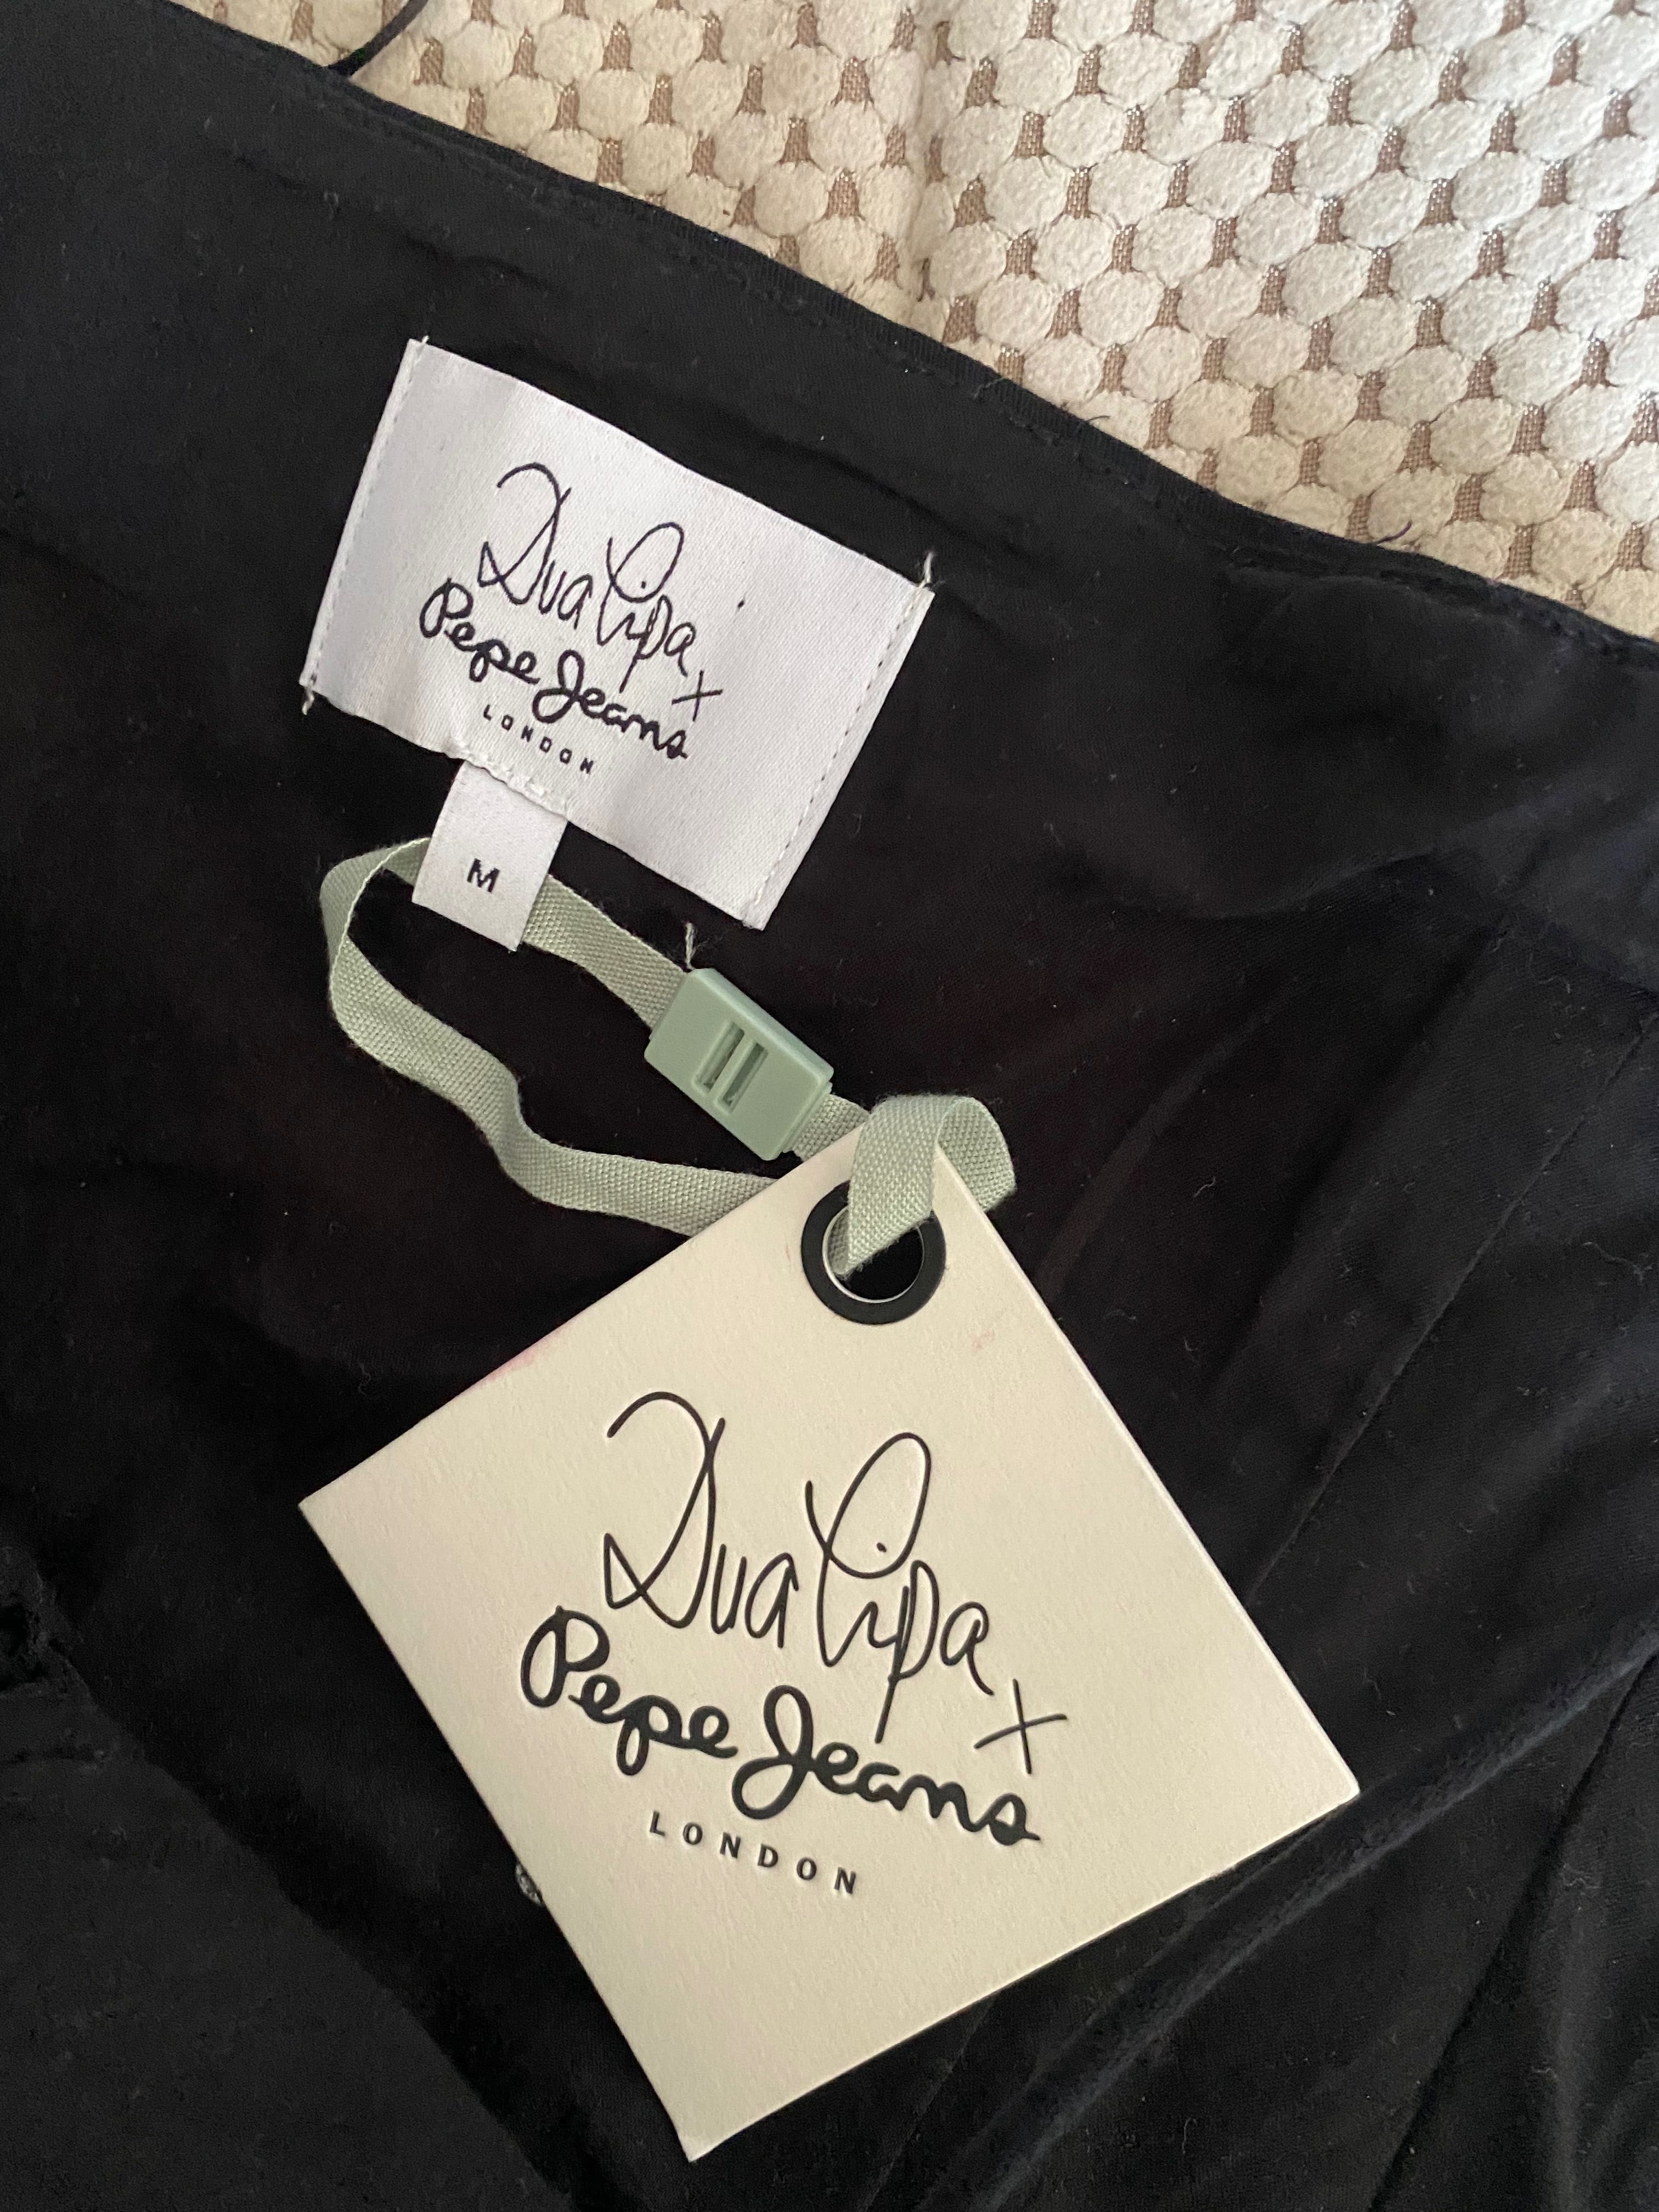 Dua Lipa x
Pepe Jeans
LONDON
M
Dua Lipa x
Pepe Jeans
LONDON